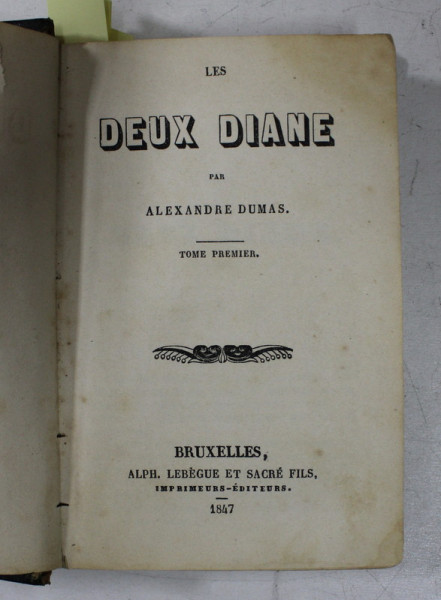 LES
DEUX DIANE
PAR
ALEXANDRE DUMAS.
TOME PREMIER.
BRUXELLES,
ALPH. LEBÈGUE ET SACRÉ FILS,
IMPRIMEURS-ÉDITEURS.
1847